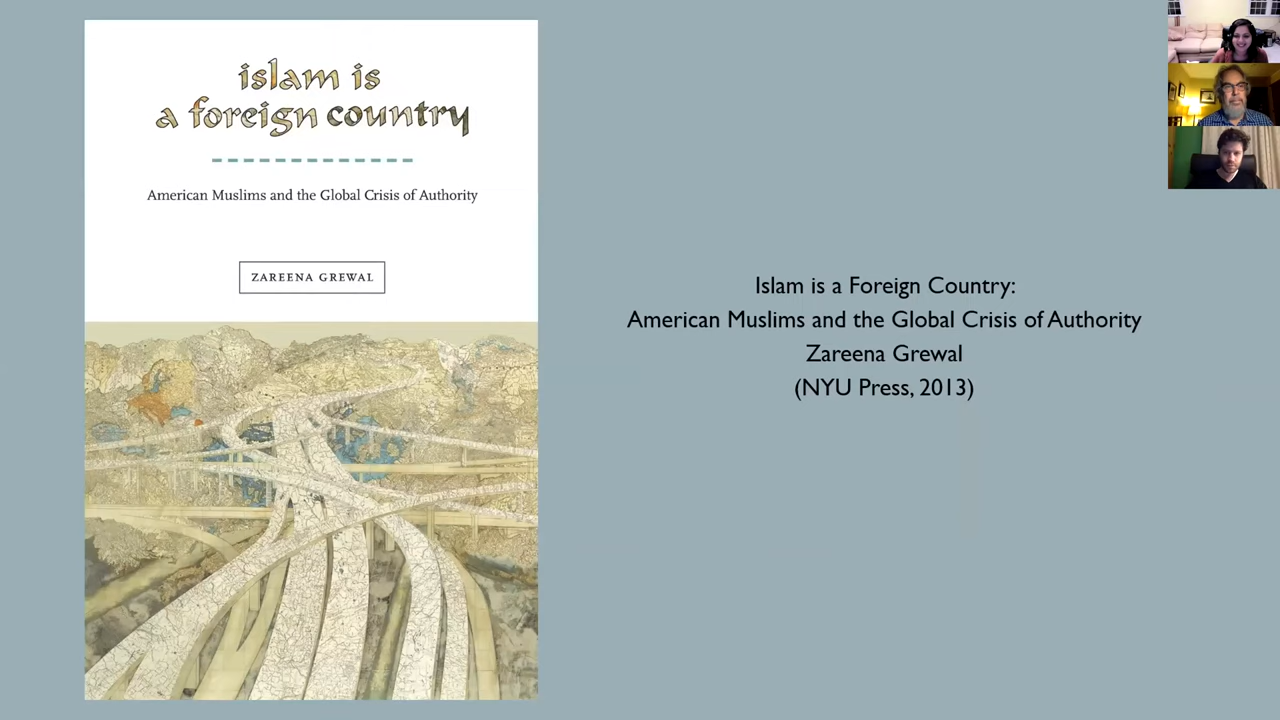 islam is
a foreign country
American Muslims and the Global Crisis of Authority
ZAREENA GREWAL
Islam is a Foreign Country:
American Muslims and the Global Crisis of Authority
Zareena Grewal
(NYU Press, 2013)